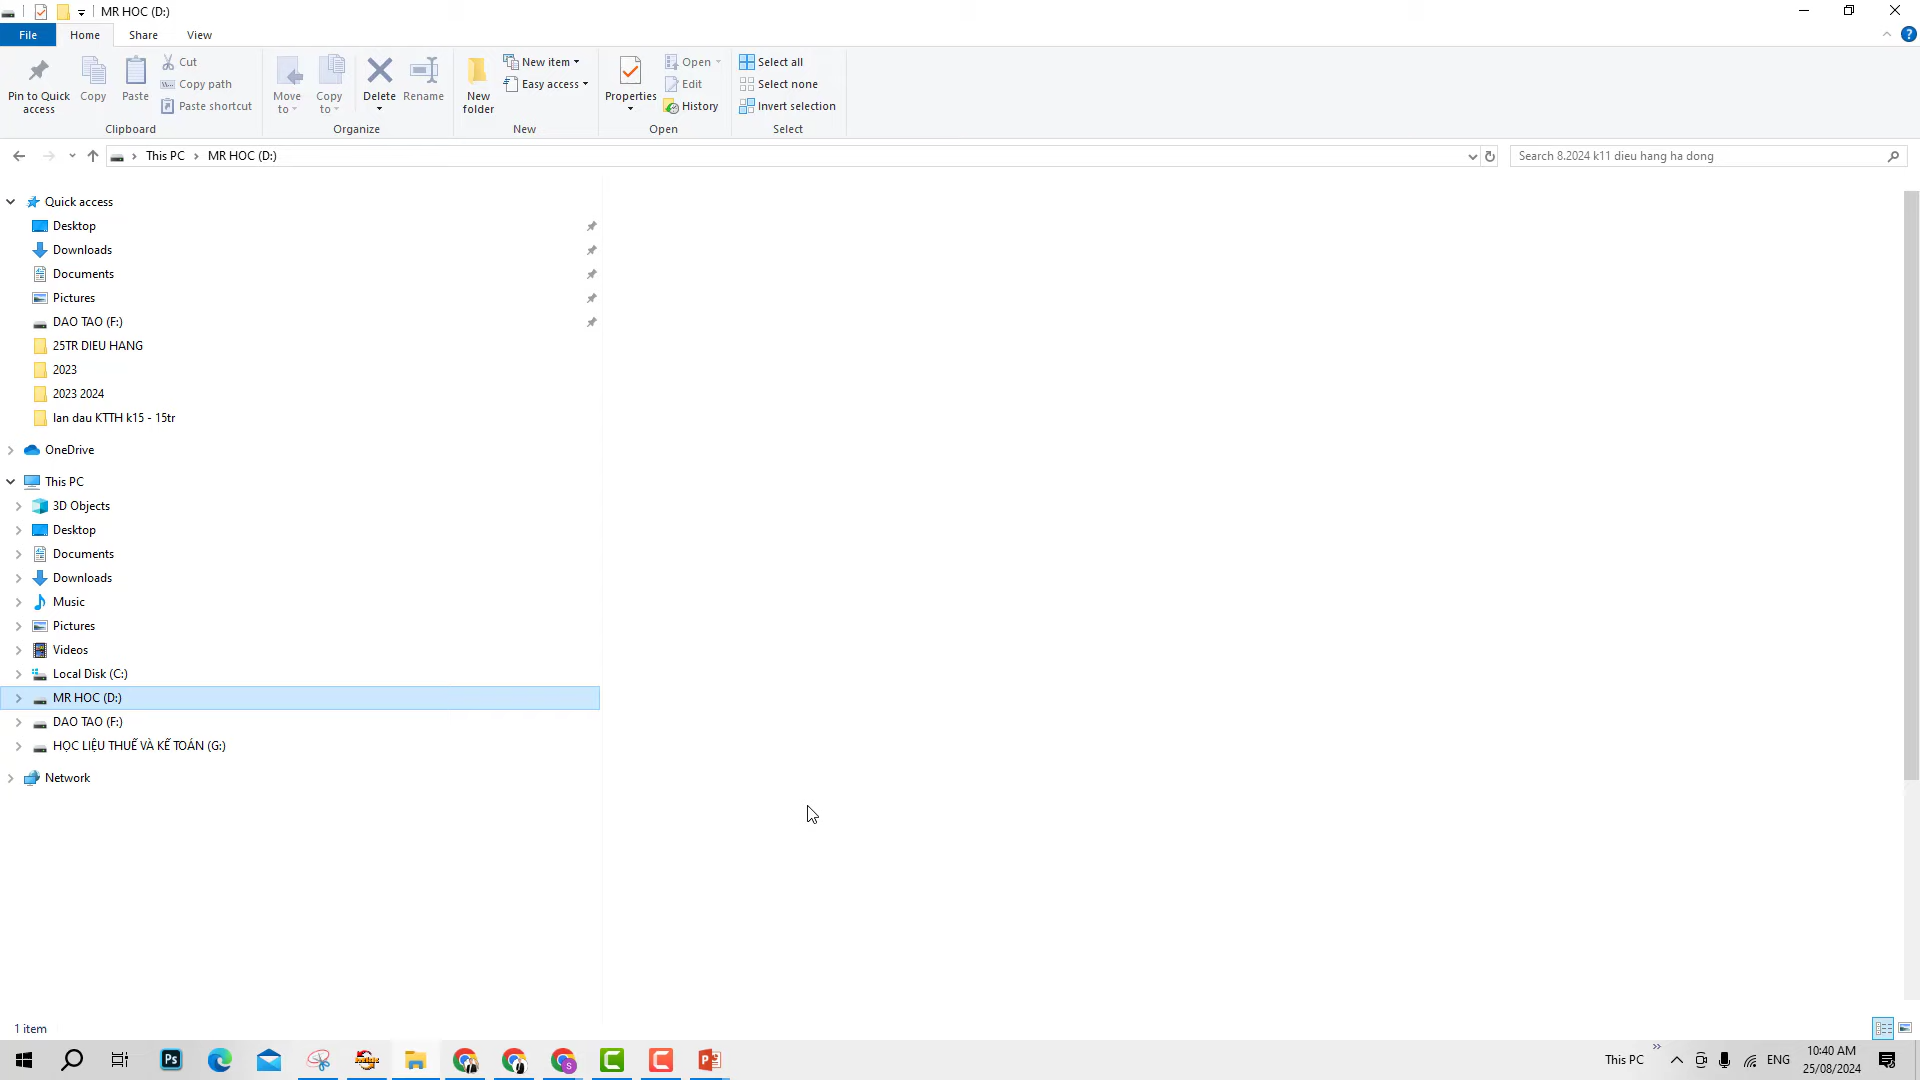 MR HOC (D:)
File Home Share View
Pin to Quick access
Copy
Paste
Cut
Copy path
Paste shortcut
Clipboard
Move to
Copy to
Delete
Rename
Organize
New folder
New item
Easy access
New
Properties
Open
Edit
History
Open
Select all
Select none
Invert selection
Select
This PC > MR HOC (D:)
Search 8.2024 k11 dieu hang ha dong
Quick access
Desktop
Downloads
Documents
Pictures
DAO TAO (F:)
25TR DIEU HANG
2023
2023 2024
lan dau KTTH k15 - 15tr
OneDrive
This PC
3D Objects
Desktop
Documents
Downloads
Music
Pictures
Videos
Local Disk (C:)
MR HOC (D:)
DAO TAO (F:)
HỌC LIỆU THUẾ VÀ KẾ TOÁN (G:)
Network
1 item
This PC
ENG
10:40 AM
25/08/2024